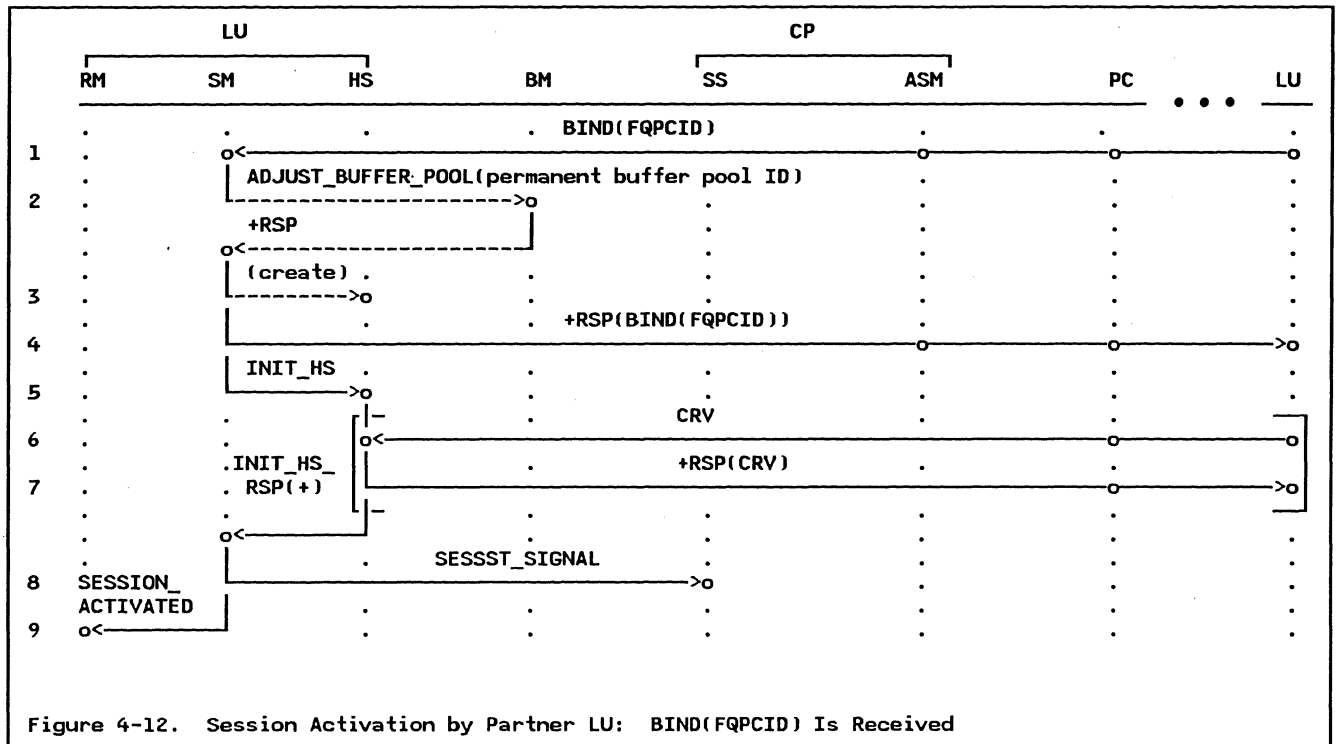 LU CP
RM SM HS BM SS ASM PC LU
BIND(FQPCID)
1
ADJUST_BUFFER_POOL(permanent buffer pool ID)
2
+RSP
(create)
3
+RSP(BIND(FQPCID))
4
INIT_HS
5
CRV
6
INIT_HS_ +RSP(CRV)
7 RSP(+)
SESSST_SIGNAL
8 SESSION_
ACTIVATED
9
Figure 4-12. Session Activation by Partner LU: BIND(FQPCID) Is Received